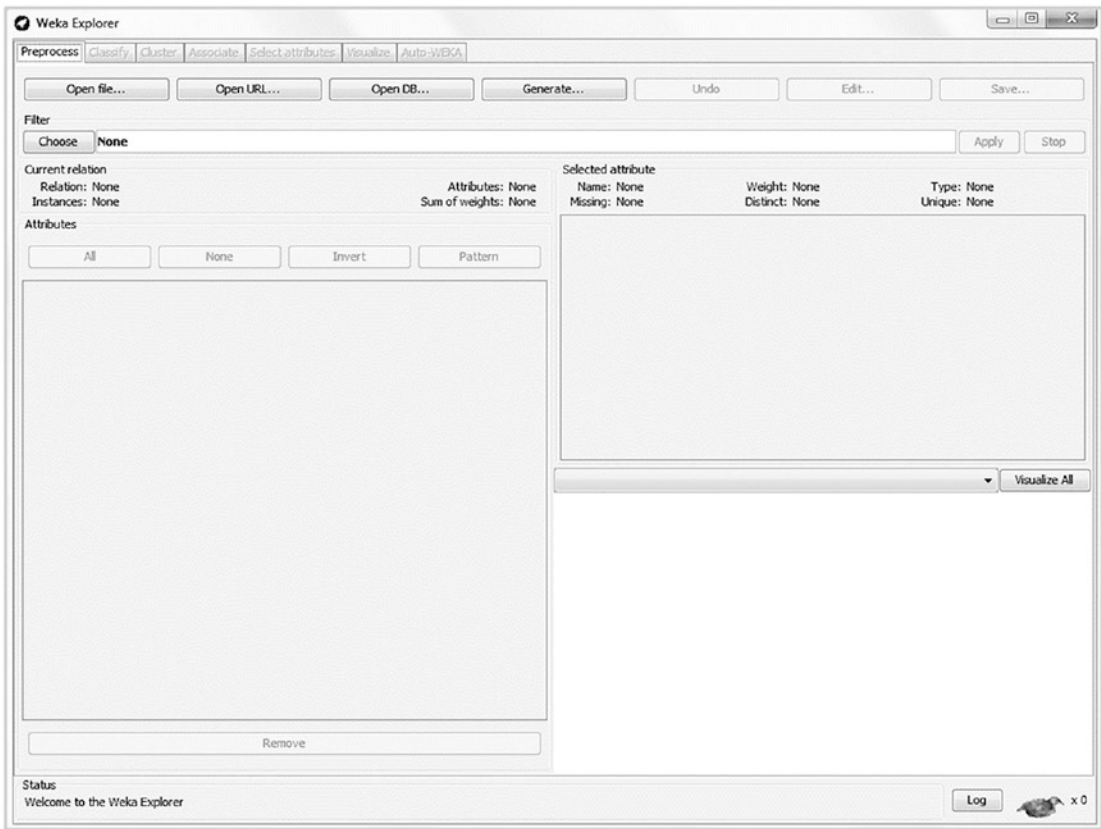 Weka Explorer
Preprocess Classify Cluster Associate Select attributes Visualize Auto-WEKA
Open file... Open URL... Open DB... Generate... Undo Edit... Save...
Filter
Choose None Apply Stop
Current relation
Relation: None Attributes: None
Instances: None Sum of weights: None
Selected attribute
Name: None Weight: None Type: None
Missing: None Distinct: None Unique: None
Attributes
All None Invert Pattern
Visualize All
Remove
Status
Welcome to the Weka Explorer
Log x 0